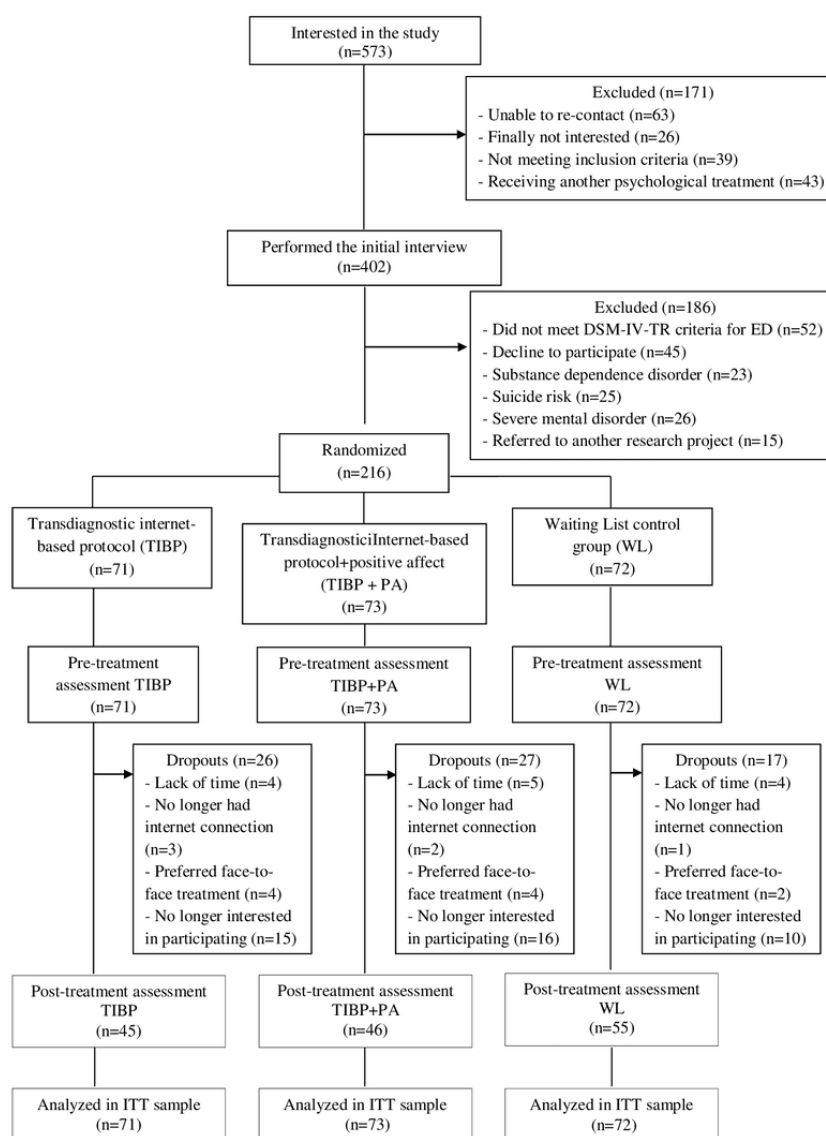 Interested in the study
(n=573)
Excluded (n=171)
- Unable to re-contact (n=63)
- Finally not interested (n=26)
- Not meeting inclusion criteria (n=39)
- Receiving another psychological treatment (n=43)
Performed the initial interview
(n=402)
Excluded (n=186)
- Did not meet DSM-IV-TR criteria for ED (n=52)
- Decline to participate (n=45)
- Substance dependence disorder (n=23)
- Suicide risk (n=25)
- Severe mental disorder (n=26)
- Referred to another research project (n=15)
Randomized
(n=216)
Transdiagnostic internet-
based protocol (TIBP)
(n=71)
TransdiagnosticiInternet-based
protocol+positive affect
(TIBP + PA)
(n=73)
Waiting List control
group (WL)
(n=72)
Pre-treatment
assessment TIBP
(n=71)
Pre-treatment assessment
TIBP+PA
(n=73)
Pre-treatment assessment
WL
(n=72)
Dropouts (n=26)
- Lack of time (n=4)
- No longer had
internet connection
(n=3)
- Preferred face-to-
face treatment (n=4)
- No longer interested
in participating (n=15)
Dropouts (n=27)
- Lack of time (n=5)
- No longer had
internet connection
(n=2)
- Preferred face-to-
face treatment (n=4)
- No longer interested
in participating (n=16)
Dropouts (n=17)
- Lack of time (n=4)
- No longer had
internet connection
(n=1)
- Preferred face-to-
face treatment (n=2)
- No longer interested
in participating (n=10)
Post-treatment assessment
TIBP
(n=45)
Post-treatment assessment
TIBP+PA
(n=46)
Post-treatment assessment
WL
(n=55)
Analyzed in ITT sample
(n=71)
Analyzed in ITT sample
(n=73)
Analyzed in ITT sample
(n=72)